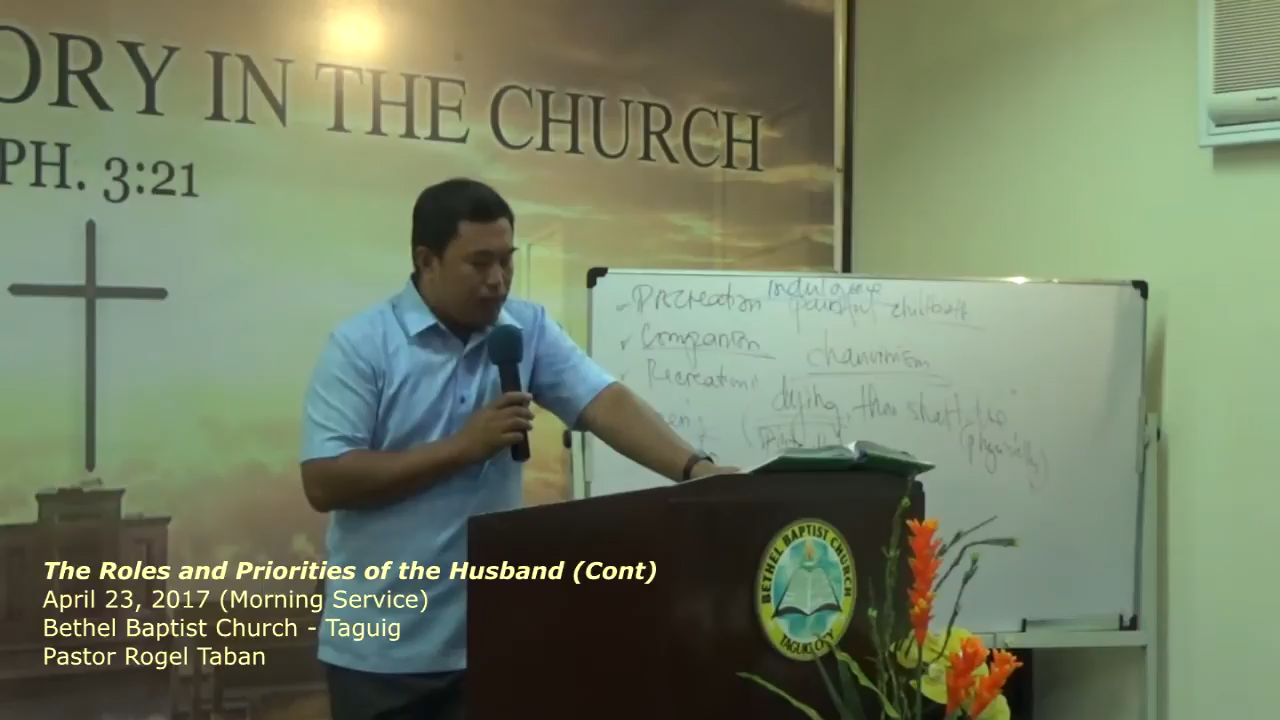 ORY IN THE CHURCH
PH. 3:21
Procreation Indulgence painful childbirth
Companion
chauvinism
Recreation
dying, thou shalt die"
(physically)
BETHEL BAPTIST CHURCH
TAGUIG CITY
The Roles and Priorities of the Husband (Cont)
April 23, 2017 (Morning Service)
Bethel Baptist Church - Taguig
Pastor Rogel Taban